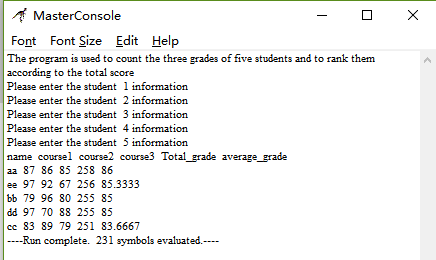 MasterConsole
Font Font Size Edit Help
The program is used to count the three grades of five students and to rank them
according to the total score
Please enter the student 1 information
Please enter the student 2 information
Please enter the student 3 information
Please enter the student 4 information
Please enter the student 5 information
name course1 course2 course3 Total_grade average_grade
aa 87 86 85 258 86
ee 97 92 67 256 85.3333
bb 79 96 80 255 85
dd 97 70 88 255 85
cc 83 89 79 251 83.6667
----Run complete. 231 symbols evaluated.----